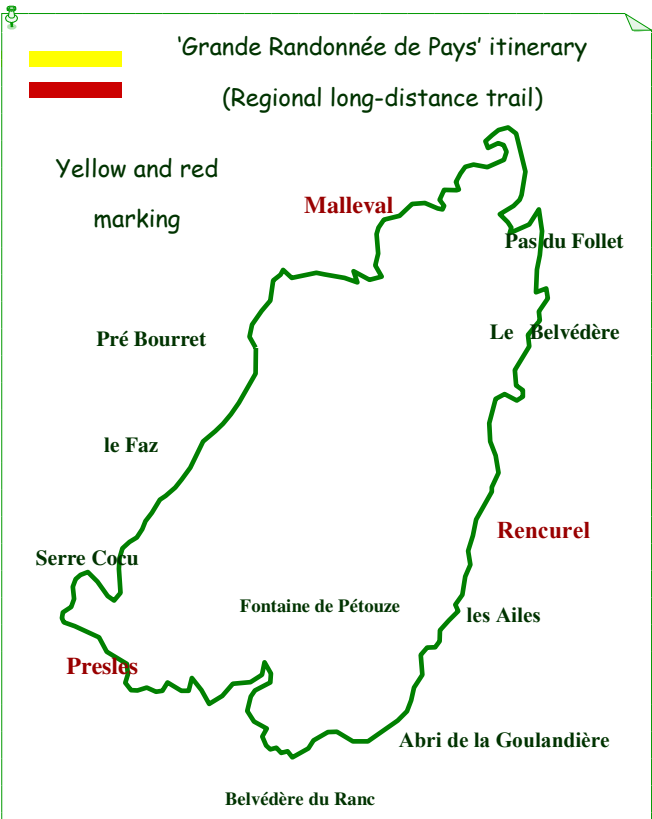 ‘Grande Randonnée de Pays’ itinerary
(Regional long-distance trail)
Yellow and red
marking
Malleval
Pas du Follet
Le Belvédère
Pré Bourret
le Faz
Rencurel
Serre Cocu
Fontaine de Pétouze
les Ailes
Presles
Abri de la Goulandière
Belvédère du Ranc